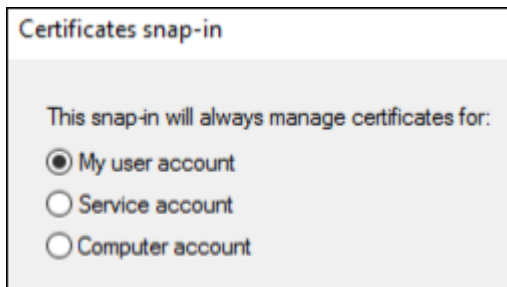 Certificates snap-in
This snap-in will always manage certificates for:
My user account
Service account
Computer account